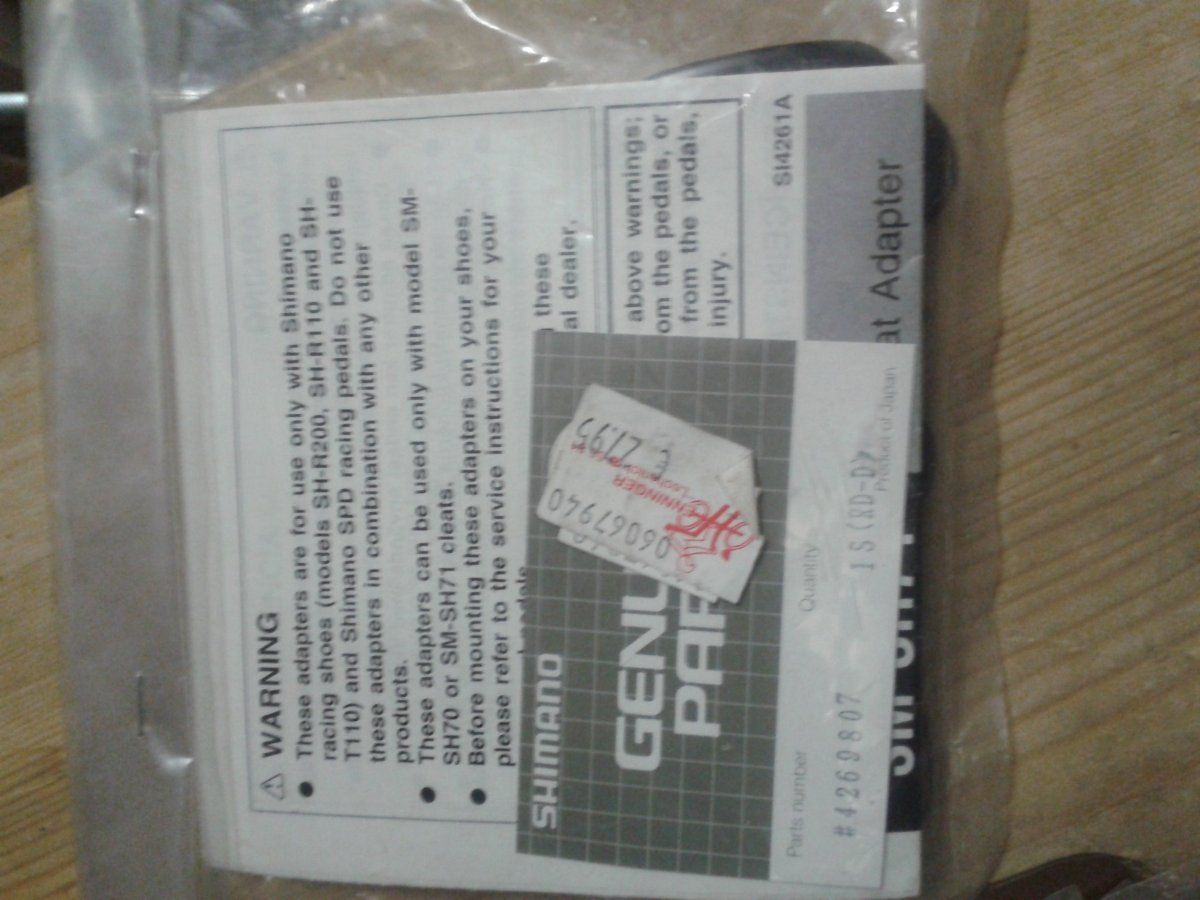 WARNING
● These adapters are for use only with Shimano
racing shoes (models SH-R200, SH-R110 and SH-
T110) and Shimano SPD racing pedals. Do not use
these adapters in combination with any other
products.
● These adapters can be used only with model SM-
SH70 or SM-SH71 cleats.
● Before mounting these adapters on your shoes,
please refer to the service instructions for your
these
al dealer,
above warnings;
om the pedals, or
from the pedals,
injury.
SI4261A
at Adapter
SHIMANO
GENU
PAR
€ 27,95
ENNINGER
06067940
Parts number
Quantity
#4269807
1S(RD-D)
Product of Japan